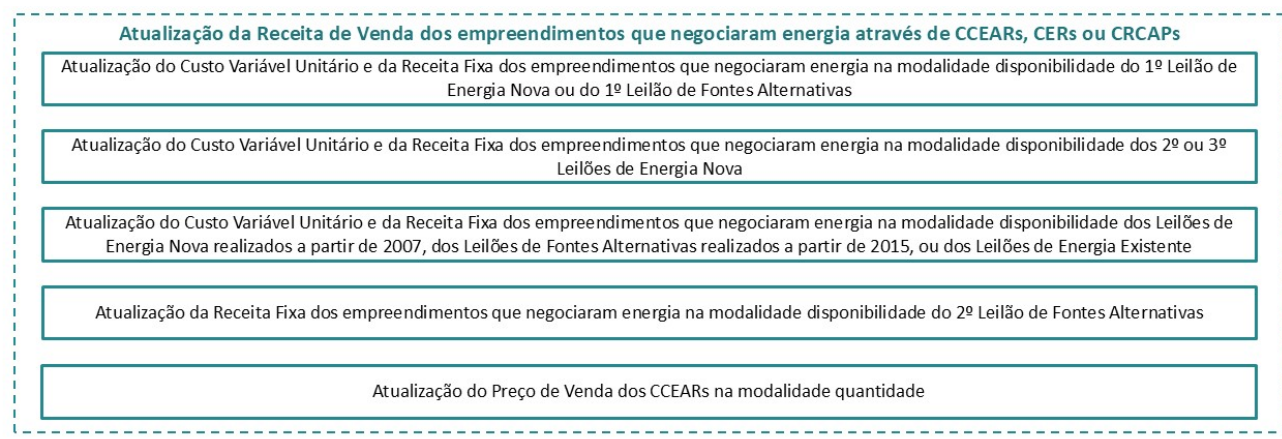 Atualização da Receita de Venda dos empreendimentos que negociaram energia através de CCEARs, CERs ou CRCAPs
Atualização do Custo Variável Unitário e da Receita Fixa dos empreendimentos que negociaram energia na modalidade disponibilidade do 1º Leilão de
Energia Nova ou do 1º Leilão de Fontes Alternativas
Atualização do Custo Variável Unitário e da Receita Fixa dos empreendimentos que negociaram energia na modalidade disponibilidade dos 2º ou 3º
Leilões de Energia Nova
Atualização do Custo Variável Unitário e da Receita Fixa dos empreendimentos que negociaram energia na modalidade disponibilidade dos Leilões de
Energia Nova realizados a partir de 2007, dos Leilões de Fontes Alternativas realizados a partir de 2015, ou dos Leilões de Energia Existente
Atualização da Receita Fixa dos empreendimentos que negociaram energia na modalidade disponibilidade do 2º Leilão de Fontes Alternativas
Atualização do Preço de Venda dos CCEARs na modalidade quantidade